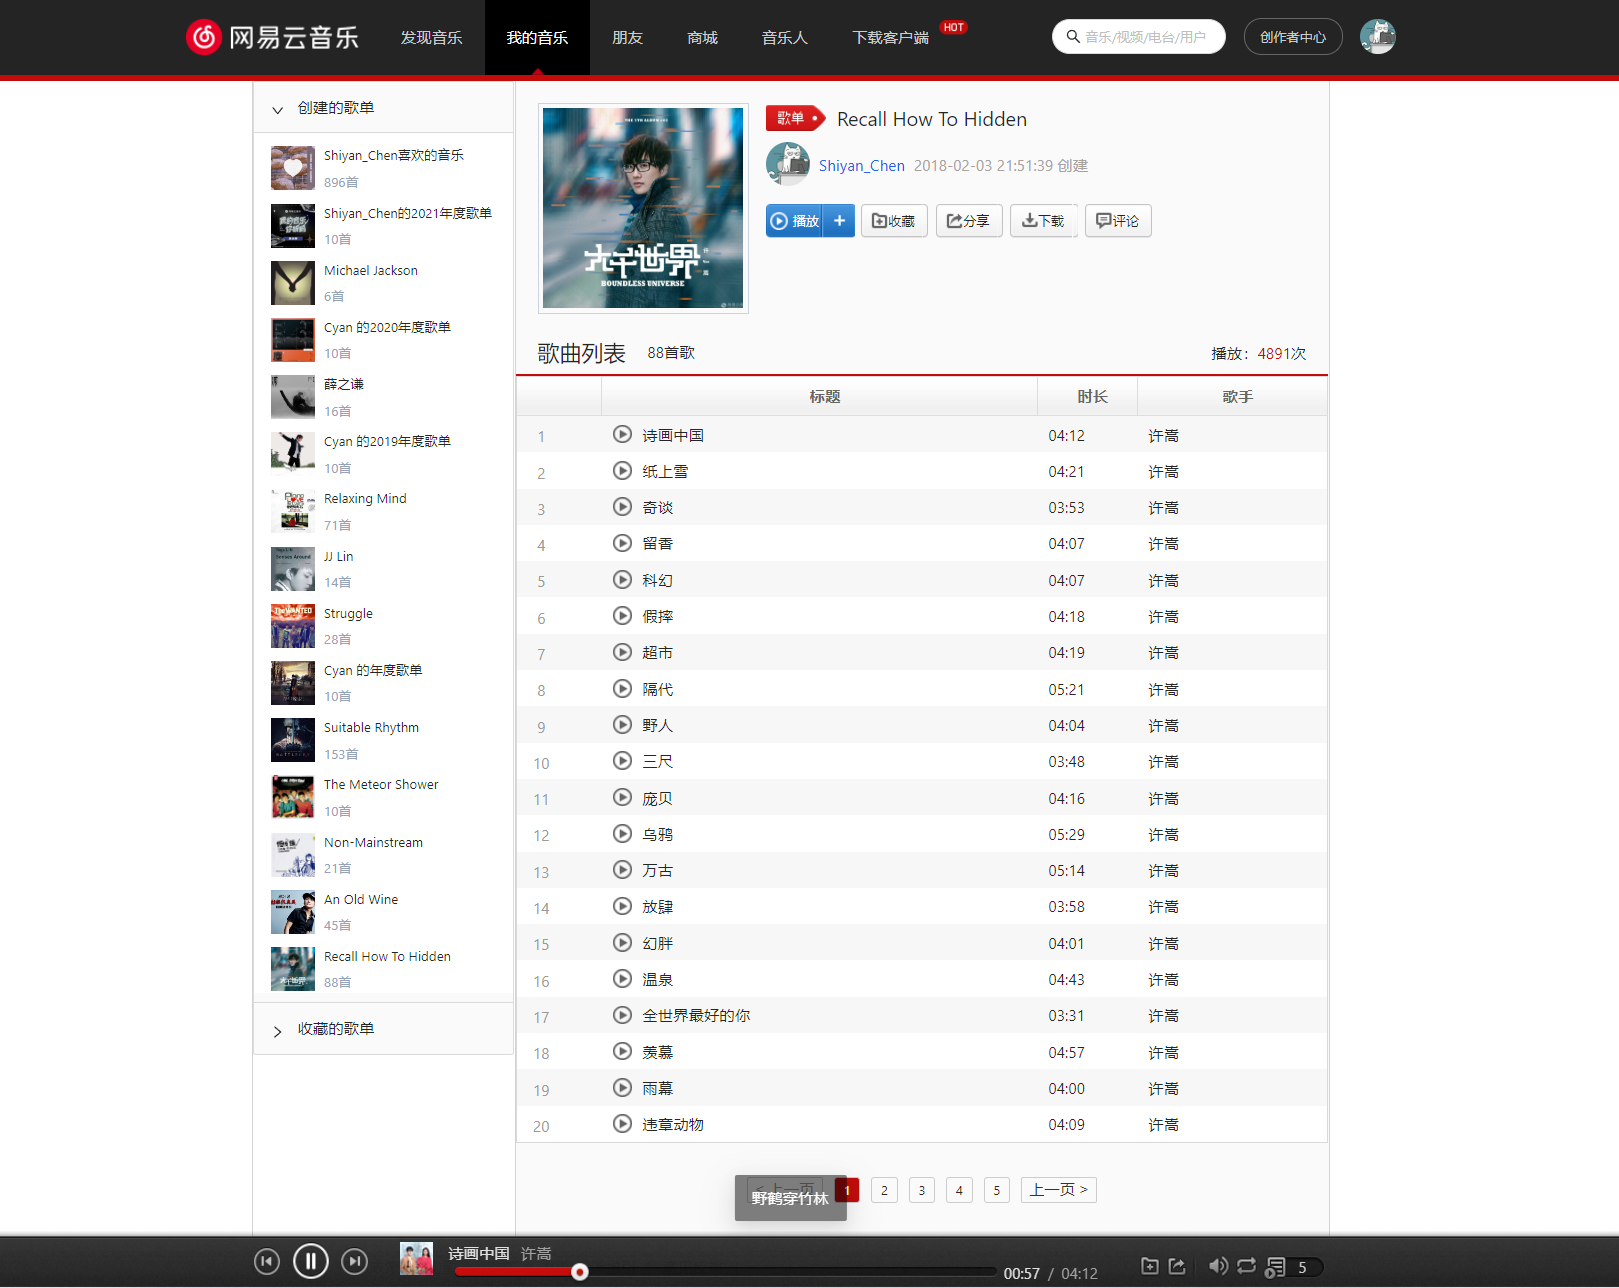 网易云音乐
发现音乐
我的音乐
朋友
商城
音乐人
下载客户端
HOT
音乐/视频/电台/用户
创作者中心
创建的歌单
Shiyan_Chen喜欢的音乐
896首
Shiyan_Chen的2021年度歌单
10首
Michael Jackson
6首
Cyan 的2020年度歌单
10首
薛之谦
16首
Cyan 的2019年度歌单
10首
Relaxing Mind
71首
JJ Lin
14首
Struggle
28首
Cyan 的年度歌单
10首
Suitable Rhythm
153首
The Meteor Shower
10首
Non-Mainstream
21首
An Old Wine
45首
Recall How To Hidden
88首
收藏的歌单
大千世界
许嵩
BOUNDLESS UNIVERSE
歌单
Recall How To Hidden
Shiyan_Chen 2018-02-03 21:51:39 创建
播放 +
收藏
分享
下载
评论
歌曲列表 88首歌 播放：4891次
标题 时长 歌手
1 诗画中国 04:12 许嵩
2 纸上雪 04:21 许嵩
3 奇谈 03:53 许嵩
4 留香 04:07 许嵩
5 科幻 04:07 许嵩
6 假摔 04:18 许嵩
7 超市 04:19 许嵩
8 隔代 05:21 许嵩
9 野人 04:04 许嵩
10 三尺 03:48 许嵩
11 庞贝 04:16 许嵩
12 乌鸦 05:29 许嵩
13 万古 05:14 许嵩
14 放肆 03:58 许嵩
15 幻胖 04:01 许嵩
16 温泉 04:43 许嵩
17 全世界最好的你 03:31 许嵩
18 羡慕 04:57 许嵩
19 雨幕 04:00 许嵩
20 违章动物 04:09 许嵩
< 上一页 1 2 3 4 5 上一页 >
野鹤穿竹林
诗画中国 许嵩
00:57 / 04:12
5